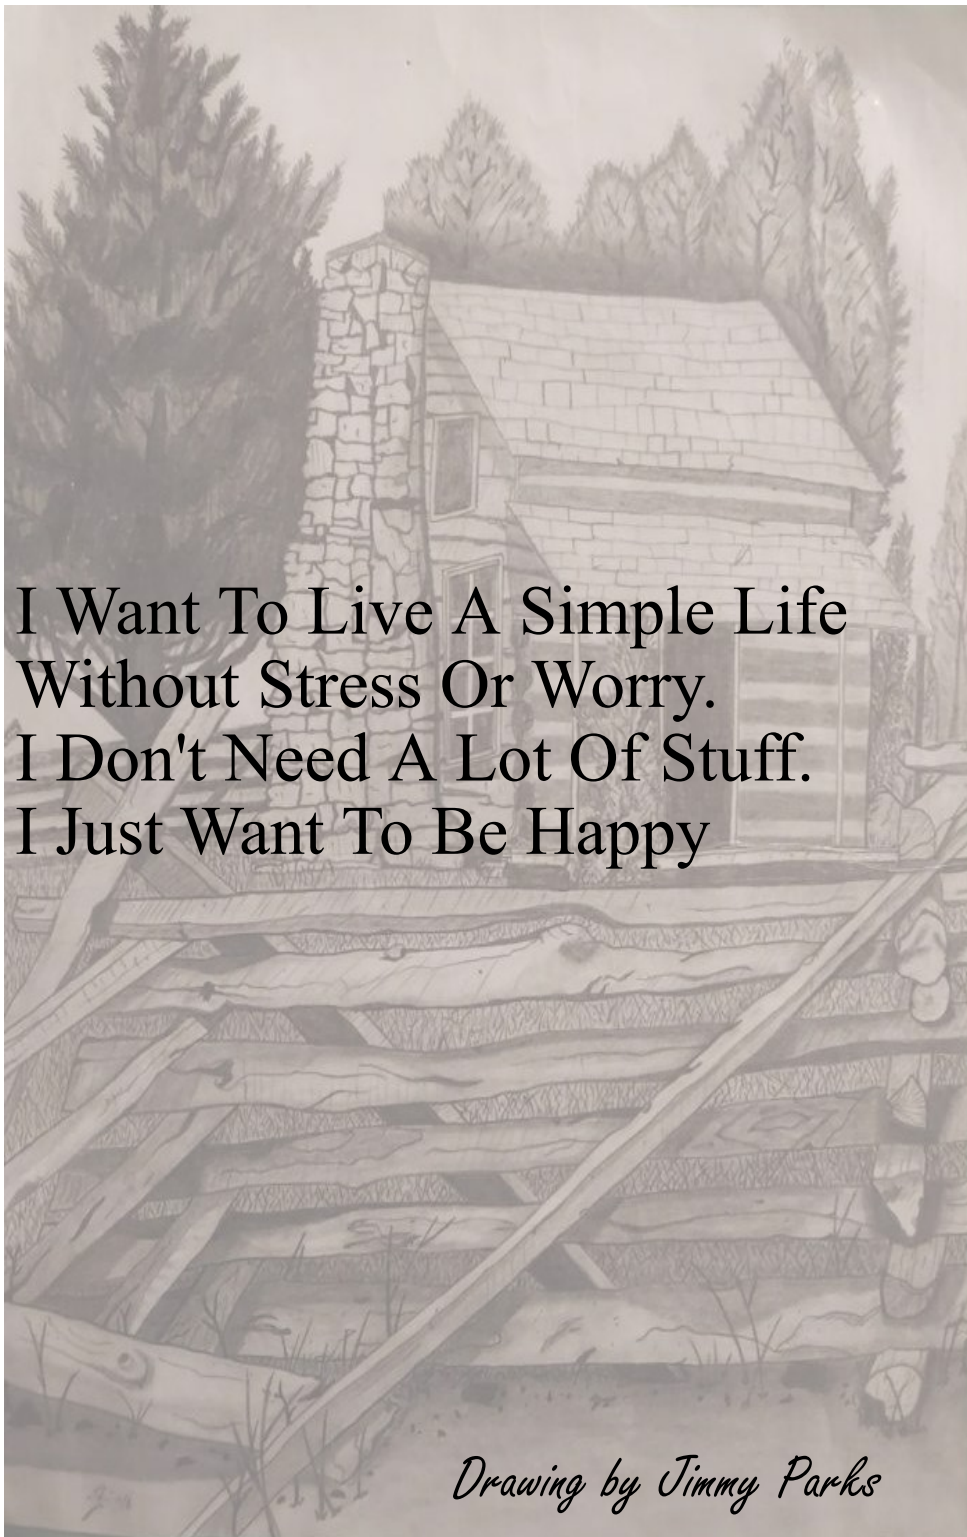 I Want To Live A Simple Life
Without Stress Or Worry.
I Don't Need A Lot Of Stuff.
I Just Want To Be Happy
Drawing by Jimmy Parks